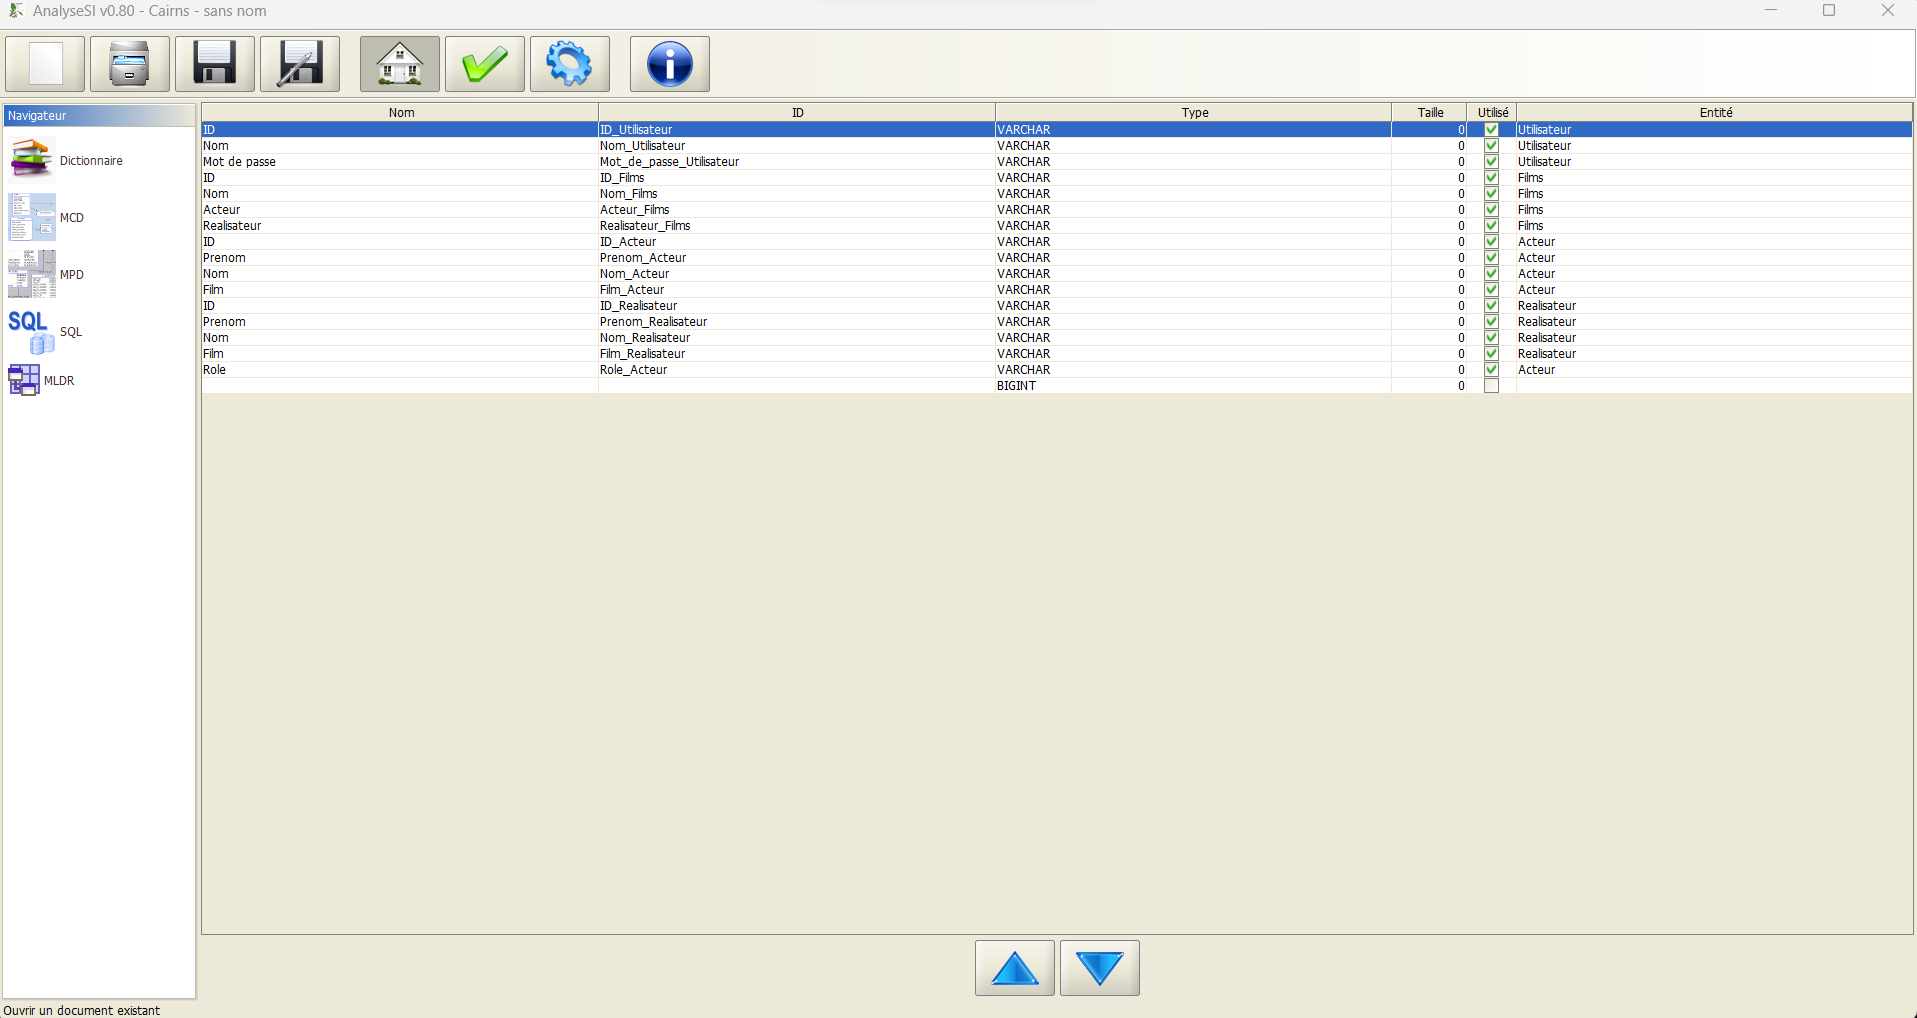 AnalyseSI v0.80 - Cairns - sans nom
Navigateur
Dictionnaire
MCD
MPD
SQL SQL
MLDR
Nom ID Type Taille Utilisé Entité
ID ID_Utilisateur VARCHAR 0 Utilisateur
Nom Nom_Utilisateur VARCHAR 0 Utilisateur
Mot de passe Mot_de_passe_Utilisateur VARCHAR 0 Utilisateur
ID ID_Films VARCHAR 0 Films
Nom Nom_Films VARCHAR 0 Films
Acteur Acteur_Films VARCHAR 0 Films
Realisateur Realisateur_Films VARCHAR 0 Films
ID ID_Acteur VARCHAR 0 Acteur
Prenom Prenom_Acteur VARCHAR 0 Acteur
Nom Nom_Acteur VARCHAR 0 Acteur
Film Film_Acteur VARCHAR 0 Acteur
ID ID_Realisateur VARCHAR 0 Realisateur
Prenom Prenom_Realisateur VARCHAR 0 Realisateur
Nom Nom_Realisateur VARCHAR 0 Realisateur
Film Film_Realisateur VARCHAR 0 Realisateur
Role Role_Acteur VARCHAR 0 Acteur
BIGINT 0
Ouvrir un document existant